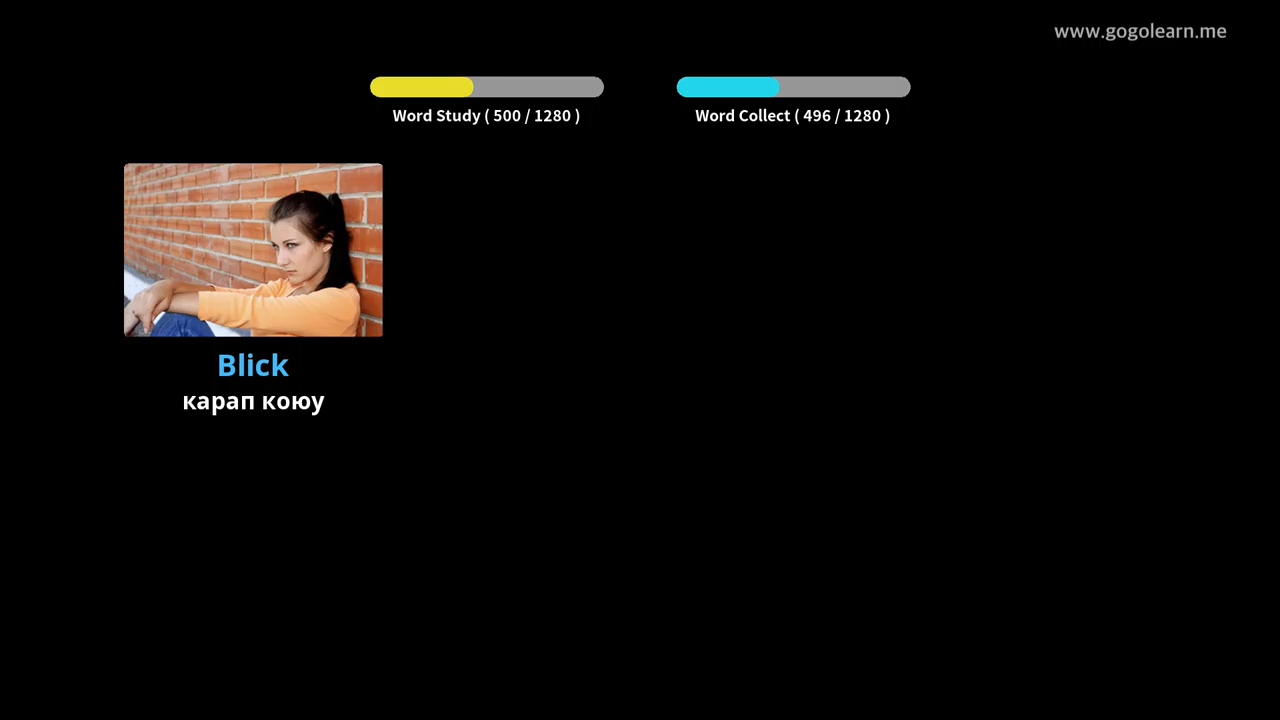 www.gogolearn.me
Word Study ( 500 / 1280 )
Word Collect ( 496 / 1280 )
Blick
карап коюу